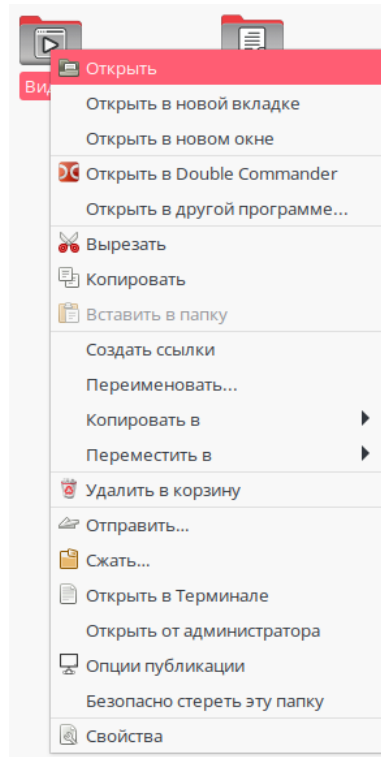 Открыть
Открыть в новой вкладке
Открыть в новом окне
Открыть в Double Commander
Открыть в другой программе...
Вырезать
Копировать
Вставить в папку
Создать ссылки
Переименовать...
Копировать в
Переместить в
Удалить в корзину
Отправить...
Сжать...
Открыть в Терминале
Открыть от администратора
Опции публикации
Безопасно стереть эту папку
Свойства